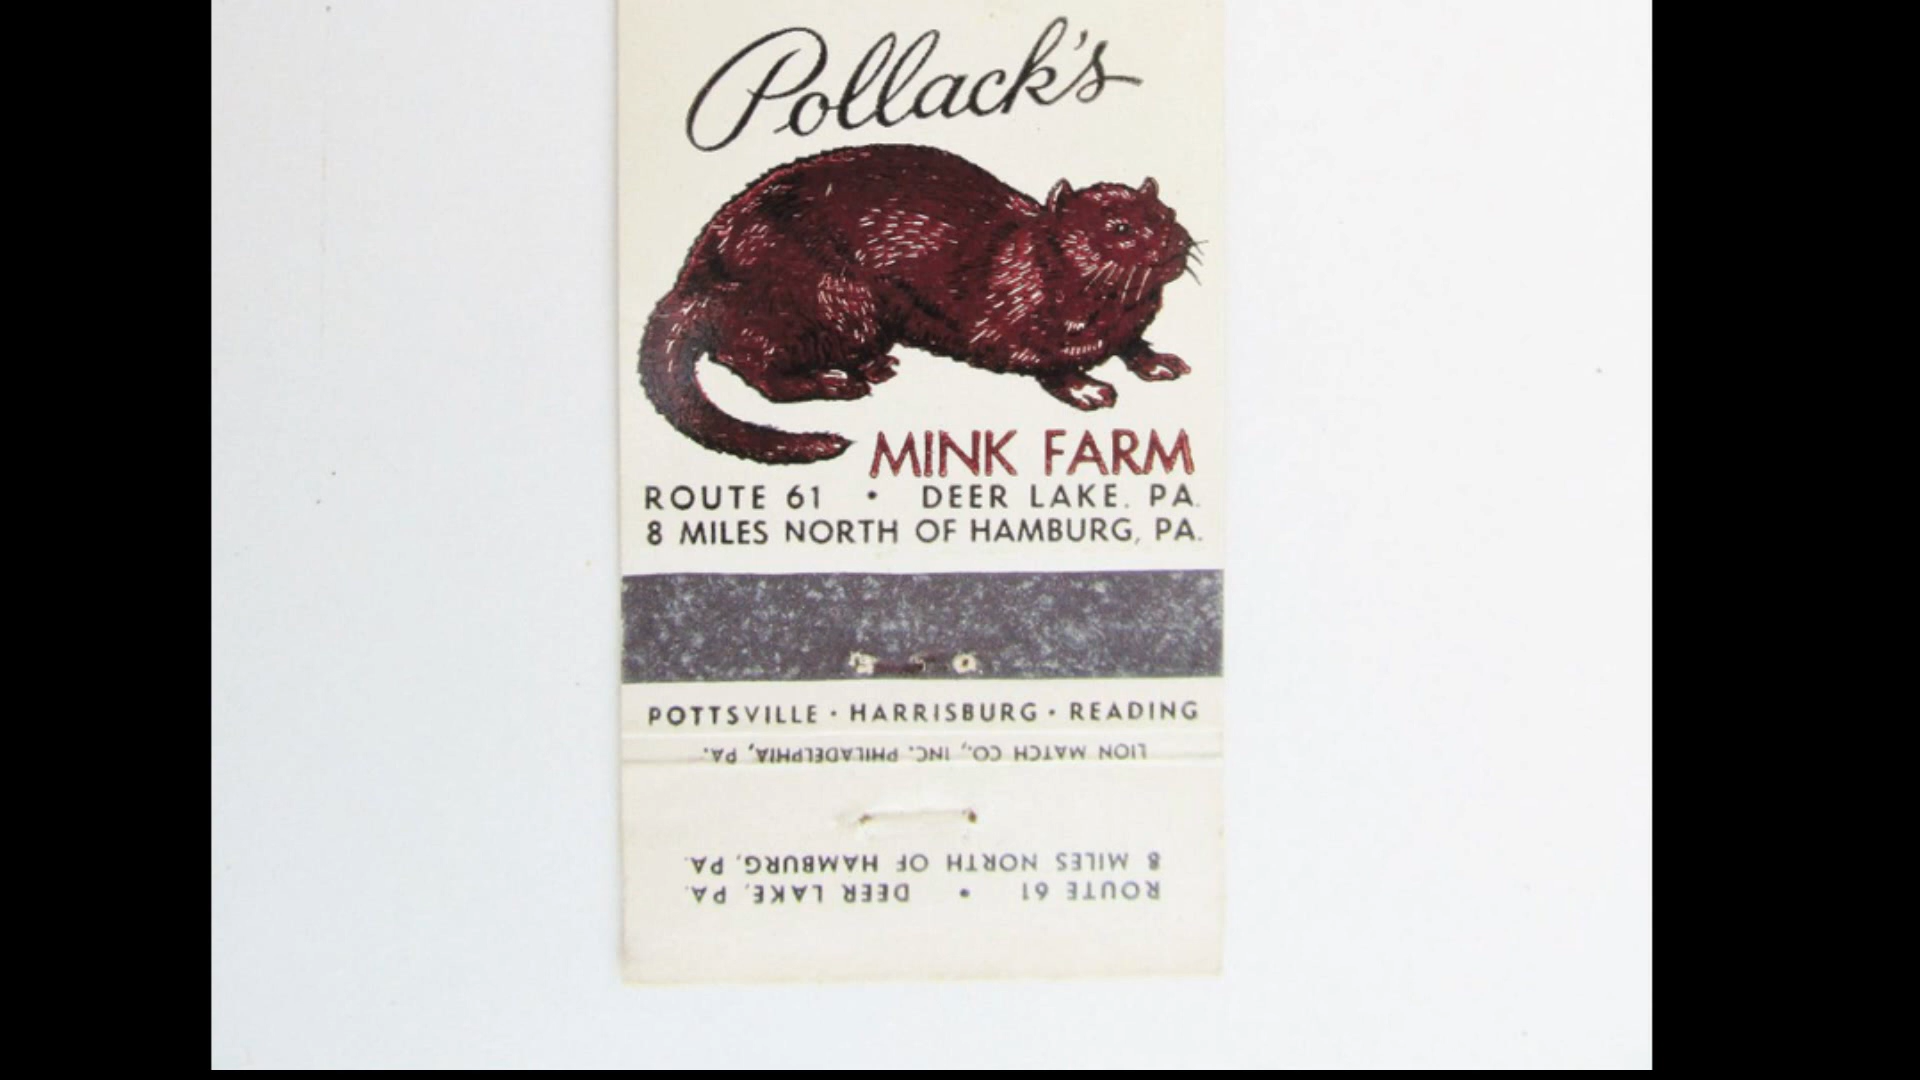 Pollack's
MINK FARM
ROUTE 61 • DEER LAKE. PA.
8 MILES NORTH OF HAMBURG, PA.
POTTSVILLE • HARRISBURG • READING
LION MATCH CO., INC. PHILADELPHIA, PA.
ROUTE 61 • DEER LAKE, PA.
8 MILES NORTH OF HAMBURG, PA.